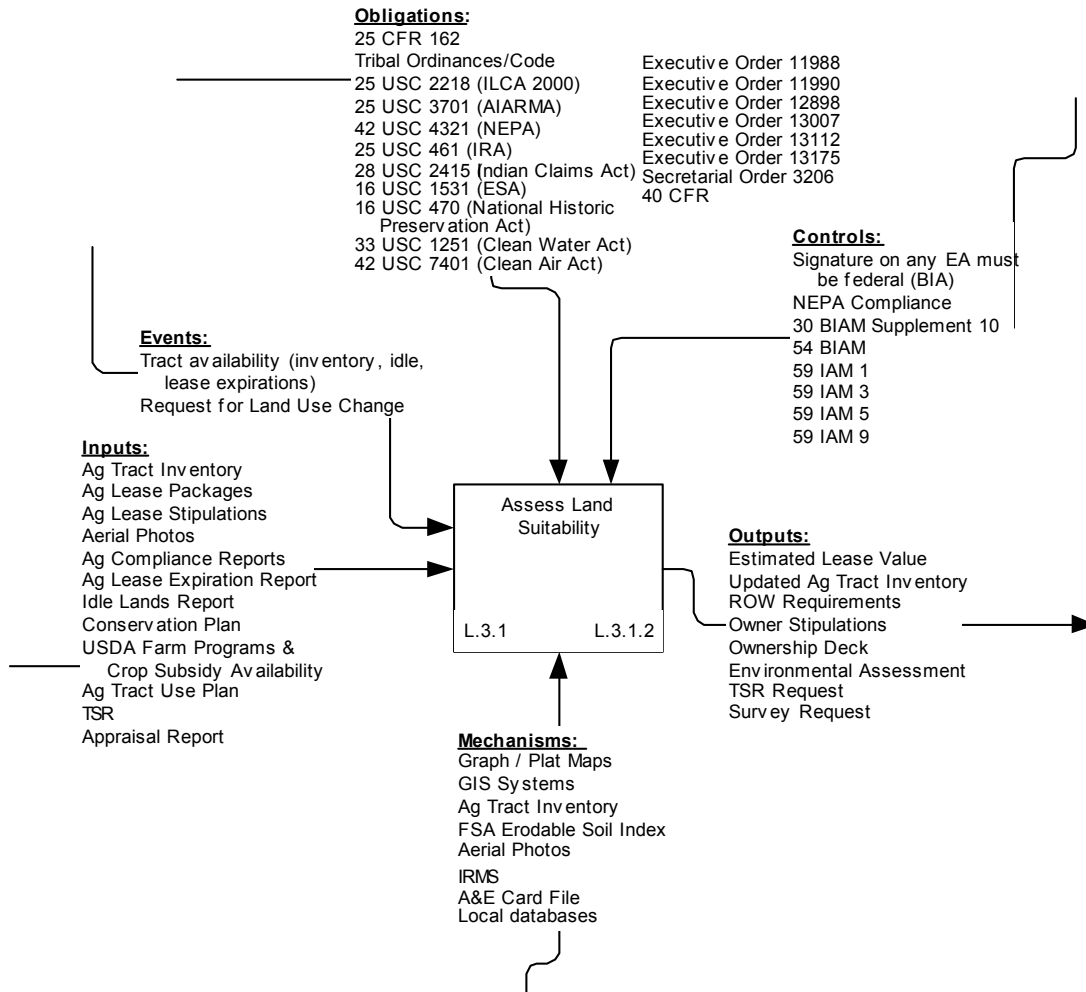 Obligations:
25 CFR 162
Tribal Ordinances/Code
25 USC 2218 (ILCA 2000)
25 USC 3701 (AIARMA)
42 USC 4321 (NEPA)
25 USC 461 (IRA)
28 USC 2415 (Indian Claims Act)
16 USC 1531 (ESA)
16 USC 470 (National Historic
Preservation Act)
33 USC 1251 (Clean Water Act)
42 USC 7401 (Clean Air Act)
Executive Order 11988
Executive Order 11990
Executive Order 12898
Executive Order 13007
Executive Order 13112
Executive Order 13175
Secretarial Order 3206
40 CFR
Controls:
Signature on any EA must
be federal (BIA)
NEPA Compliance
30 BIAM Supplement 10
54 BIAM
59 IAM 1
59 IAM 3
59 IAM 5
59 IAM 9
Events:
Tract availability (inventory, idle,
lease expirations)
Request for Land Use Change
Inputs:
Ag Tract Inventory
Ag Lease Packages
Ag Lease Stipulations
Aerial Photos
Ag Compliance Reports
Ag Lease Expiration Report
Idle Lands Report
Conservation Plan
USDA Farm Programs &
Crop Subsidy Availability
Ag Tract Use Plan
TSR
Appraisal Report
Assess Land
Suitability
L.3.1 L.3.1.2
Outputs:
Estimated Lease Value
Updated Ag Tract Inventory
ROW Requirements
Owner Stipulations
Ownership Deck
Environmental Assessment
TSR Request
Survey Request
Mechanisms:
Graph / Plat Maps
GIS Systems
Ag Tract Inventory
FSA Erodable Soil Index
Aerial Photos
IRMS
A&E Card File
Local databases